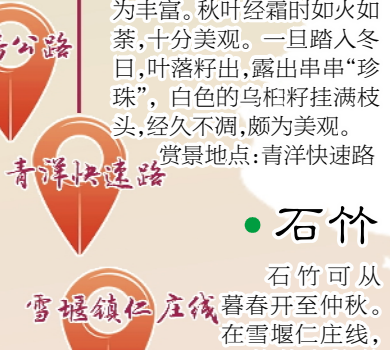 为丰富。秋叶经霜时如火如
荼,十分美观。一旦踏入冬
日,叶落籽出,露出串串“珍
珠”,白色的乌桕籽挂满枝
头,经久不凋,颇为美观。
赏景地点:青洋快速路
公路
青洋快速路
• 石竹
石竹可从
暮春开至仲秋。
在雪堰仁庄线,
雪堰镇仁庄线